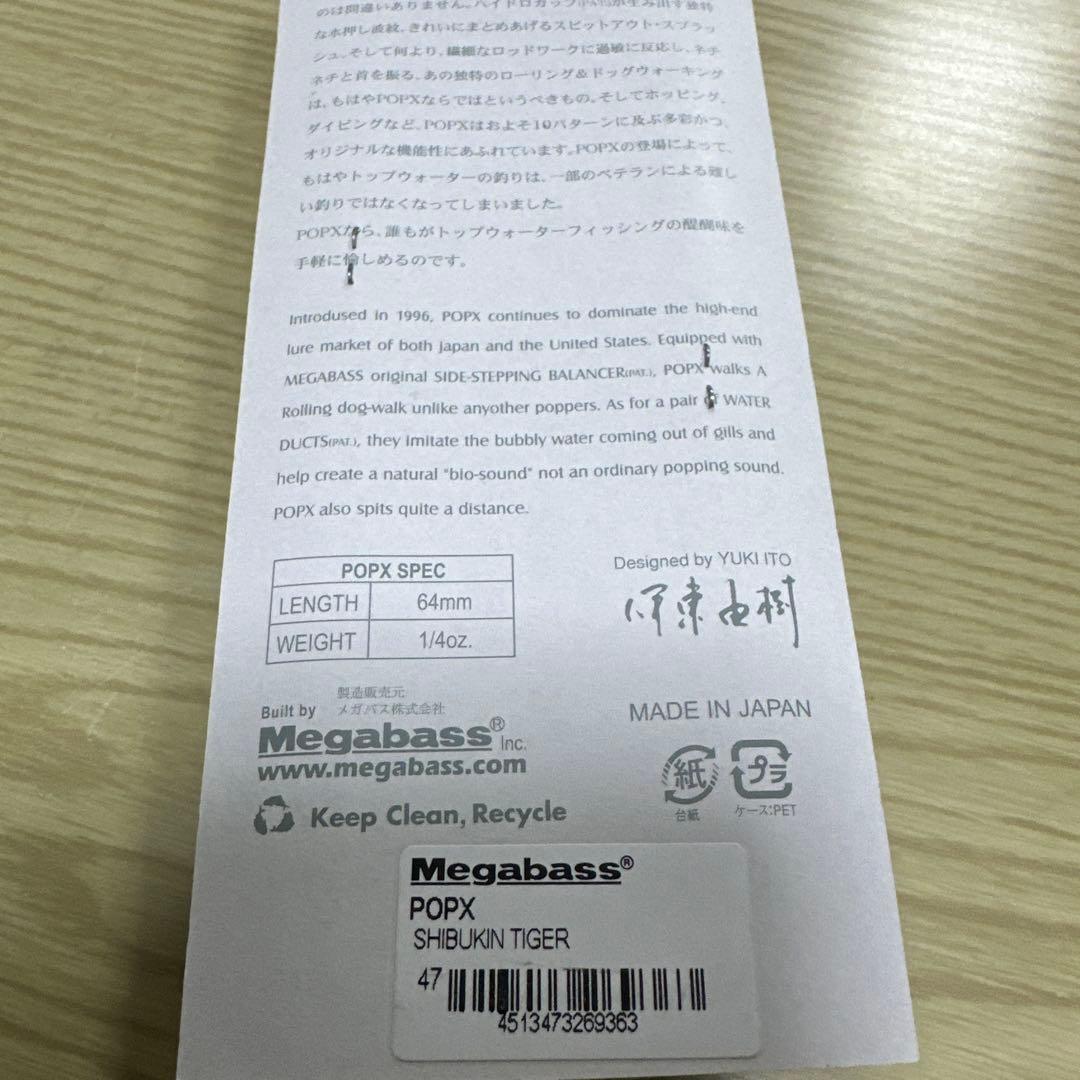 のは間違いありません。ハイドロカップ(PAT.)が生み出す独特
な水押し波紋、きれいにまとめあげるスピットアウト・スプラッ
シュ、そして何より、繊細なロッドワークに過敏に反応し、ネチ
ネチと首を振る、あの独特のローリング&ドッグウォーキング
は、もはやPOPXならではというべきもの。そしてホッピング、
ダイビングなど、POPXはおよそ10パターンに及ぶ多彩かつ、
オリジナルな機能性にあふれています。POPXの登場によって、
もはやトップウォーターの釣りは、一部のベテランによる難し
い釣りではなくなってしまいました。
POPXなら、誰もがトップウォーターフィッシングの醍醐味を
手軽に愉しめるのです。
Introdused in 1996, POPX continues to dominate the high-end
lure market of both Japan and the United States. Equipped with
MEGABASS original SIDE-STEPPING BALANCER(PAT.), POPX walks A
Rolling dog-walk unlike anyother poppers. As for a pair of WATER
DUCTS(PAT.), they imitate the bubbly water coming out of gills and
help create a natural "bio-sound" not an ordinary popping sound.
POPX also spits quite a distance.
POPX SPEC
LENGTH 64mm
WEIGHT 1/4oz.
Designed by YUKI ITO
伊東由樹
製造販売元
Built by メガバス株式会社
Megabass® Inc.
www.megabass.com
Keep Clean, Recycle
MADE IN JAPAN
紙 プラ
台紙 ケース:PET
Megabass®
POPX
SHIBUKIN TIGER
47
4513473269363